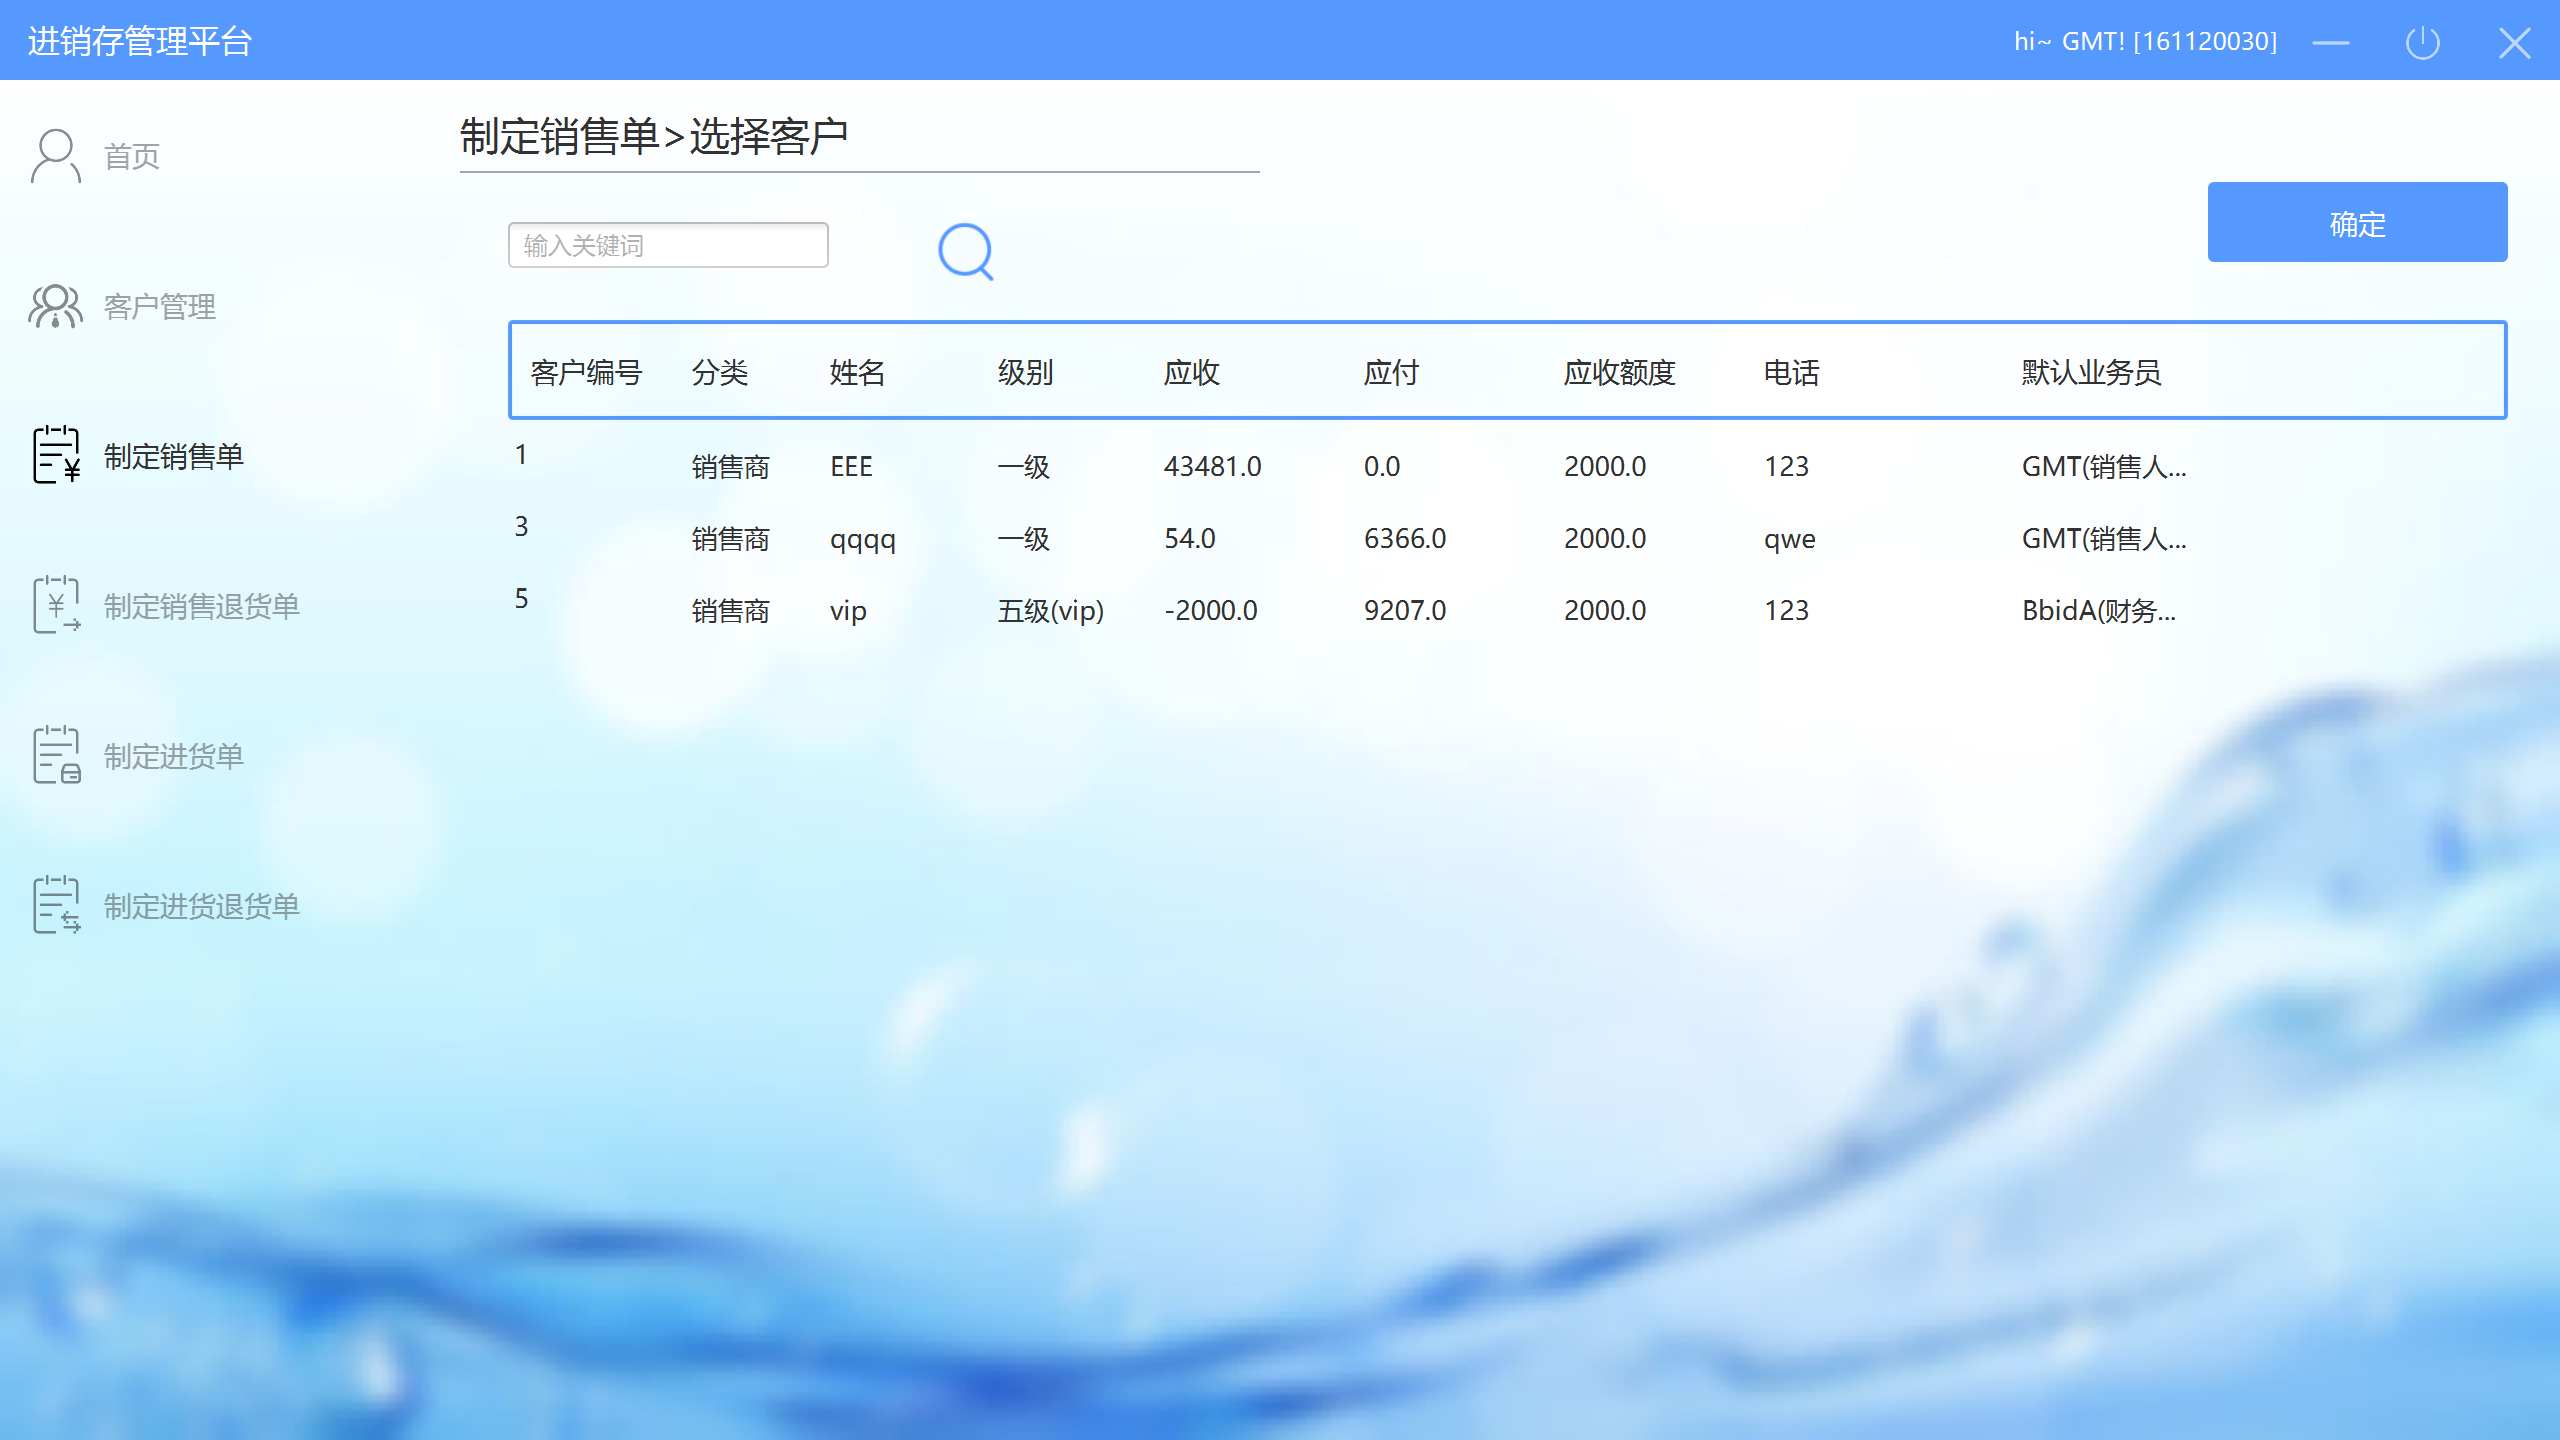 进销存管理平台
hi~ GMT! [161120030]
首页
客户管理
制定销售单
制定销售退货单
制定进货单
制定进货退货单
制定销售单>选择客户
输入关键词
确定
客户编号 分类 姓名 级别 应收 应付 应收额度 电话 默认业务员
1 销售商 EEE 一级 43481.0 0.0 2000.0 123 GMT(销售人...
3 销售商 qqqq 一级 54.0 6366.0 2000.0 qwe GMT(销售人...
5 销售商 vip 五级(vip) -2000.0 9207.0 2000.0 123 BbidA(财务...